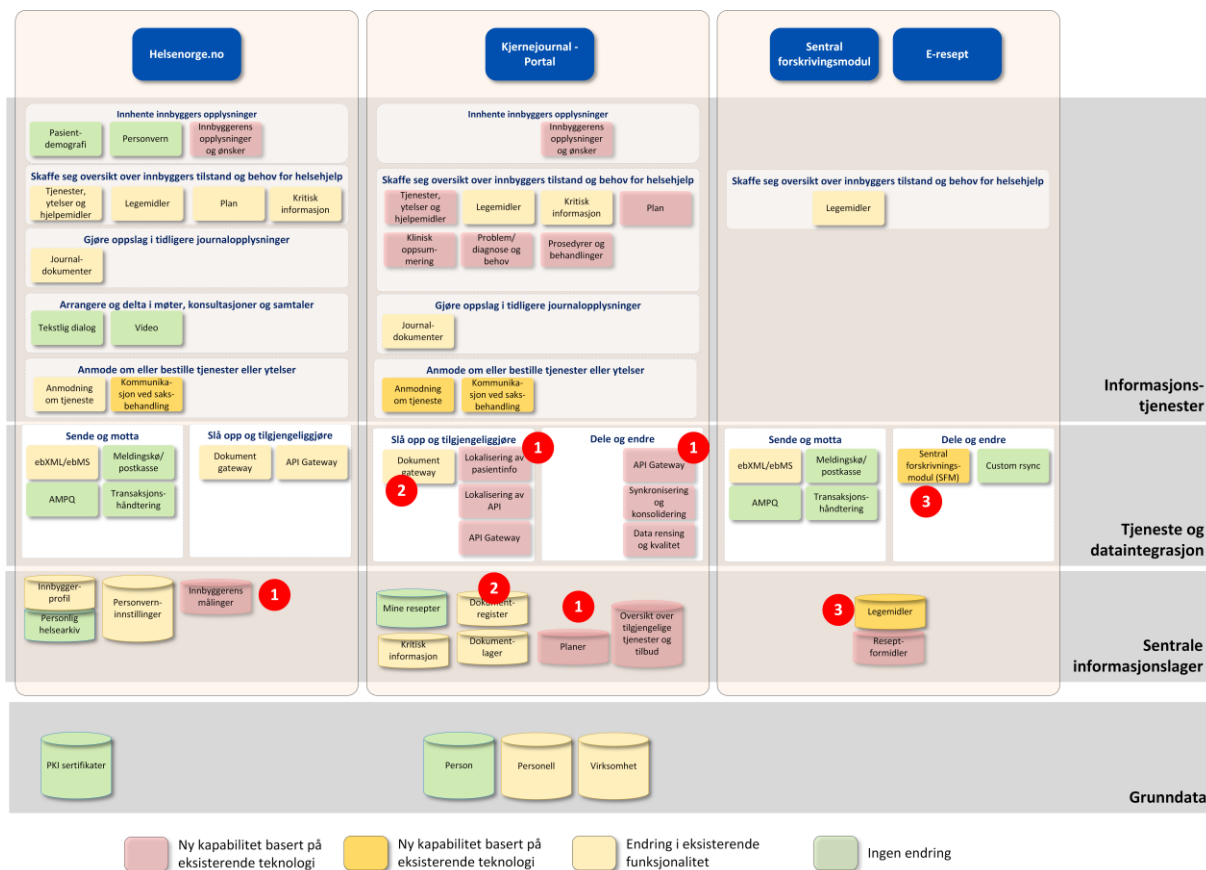 Helsenorge.no
Kjernejournal -
Portal
Sentral
forskrivingsmodul
E-resept
Innhente innbyggers opplysninger
Pasient-
demografi
Personvern
Innbyggerens
opplysninger
og ønsker
Skaffe seg oversikt over innbyggers tilstand og behov for helsehjelp
Tjenester,
ytelser og
hjelpemidler
Legemidler
Plan
Kritisk
informasjon
Gjøre oppslag i tidligere journalopplysninger
Journal-
dokumenter
Arrangere og delta i møter, konsultasjoner og samtaler
Tekstlig dialog
Video
Anmode om eller bestille tjenester eller ytelser
Anmodning
om tjeneste
Kommunika-
sjon ved saks-
behandling
Innhente innbyggers opplysninger
Innbyggerens
opplysninger
og ønsker
Skaffe seg oversikt over innbyggers tilstand og behov for helsehjelp
Tjenester,
ytelser og
hjelpemidler
Legemidler
Kritisk
informasjon
Plan
Klinisk
oppsum-
mering
Problem/
diagnose og
behov
Prosedyrer og
behandlinger
Gjøre oppslag i tidligere journalopplysninger
Journal-
dokumenter
Anmode om eller bestille tjenester eller ytelser
Anmodning
om tjeneste
Kommunika-
sjon ved saks-
behandling
Skaffe seg oversikt over innbyggers tilstand og behov for helsehjelp
Legemidler
Informasjons-
tjenester
Sende og motta
ebXML/ebMS
Meldingskø/
postkasse
AMPQ
Transaksjons-
håndtering
Slå opp og tilgjengeliggjøre
Dokument
gateway
API Gateway
Slå opp og tilgjengeliggjøre
1
Dokument
gateway
2
Lokalisering av
pasientinfo
Lokalisering av
API
API Gateway
Dele og endre
1
API Gateway
Synkronisering
og
konsolidering
Data rensing
og kvalitet
Sende og motta
ebXML/ebMS
Meldingskø/
postkasse
AMPQ
Transaksjons-
håndtering
Dele og endre
Sentral
forskrivnings-
modul (SFM)
3
Custom rsync
Tjeneste og
dataintegrasjon
Innbygger-
profil
Personlig
helsearkiv
Personvern-
innstillinger
Innbyggerens
målinger
1
Mine resepter
2
Dokument-
register
Kritisk
informasjon
Dokument-
lager
1
Planer
Oversikt over
tilgjengelige
tjenester og
tilbud
3
Legemidler
Resept-
formidler
Sentrale
informasjonslager
PKI sertifikater
Person
Personell
Virksomhet
Grunndata
Ny kapabilitet basert på
eksisterende teknologi
Ny kapabilitet basert på
eksisterende teknologi
Endring i eksisterende
funksjonalitet
Ingen endring